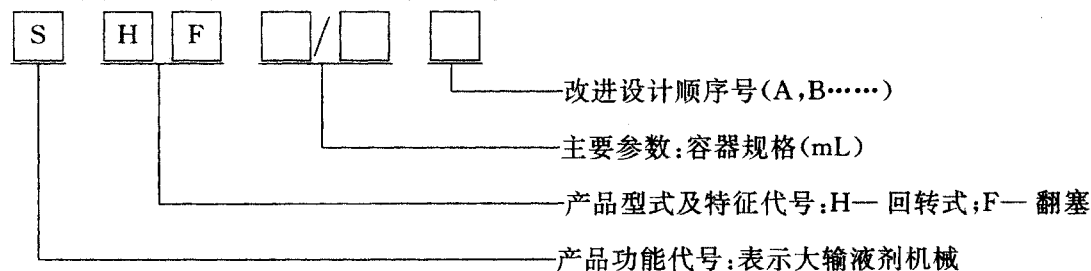 S H F / 
改进设计顺序号(A,B……)
主要参数:容器规格(mL)
产品型式及特征代号:H— 回转式;F— 翻塞
产品功能代号:表示大输液剂机械